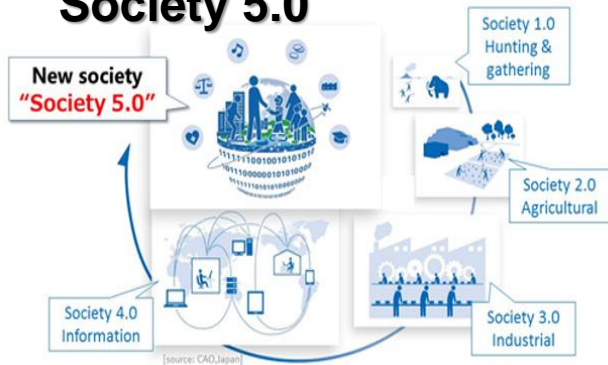 Society 5.0
New society
“Society 5.0”
Society 1.0
Hunting &
gathering
Society 2.0
Agricultural
Society 3.0
Industrial
Society 4.0
Information
[source: CAO,Japan]